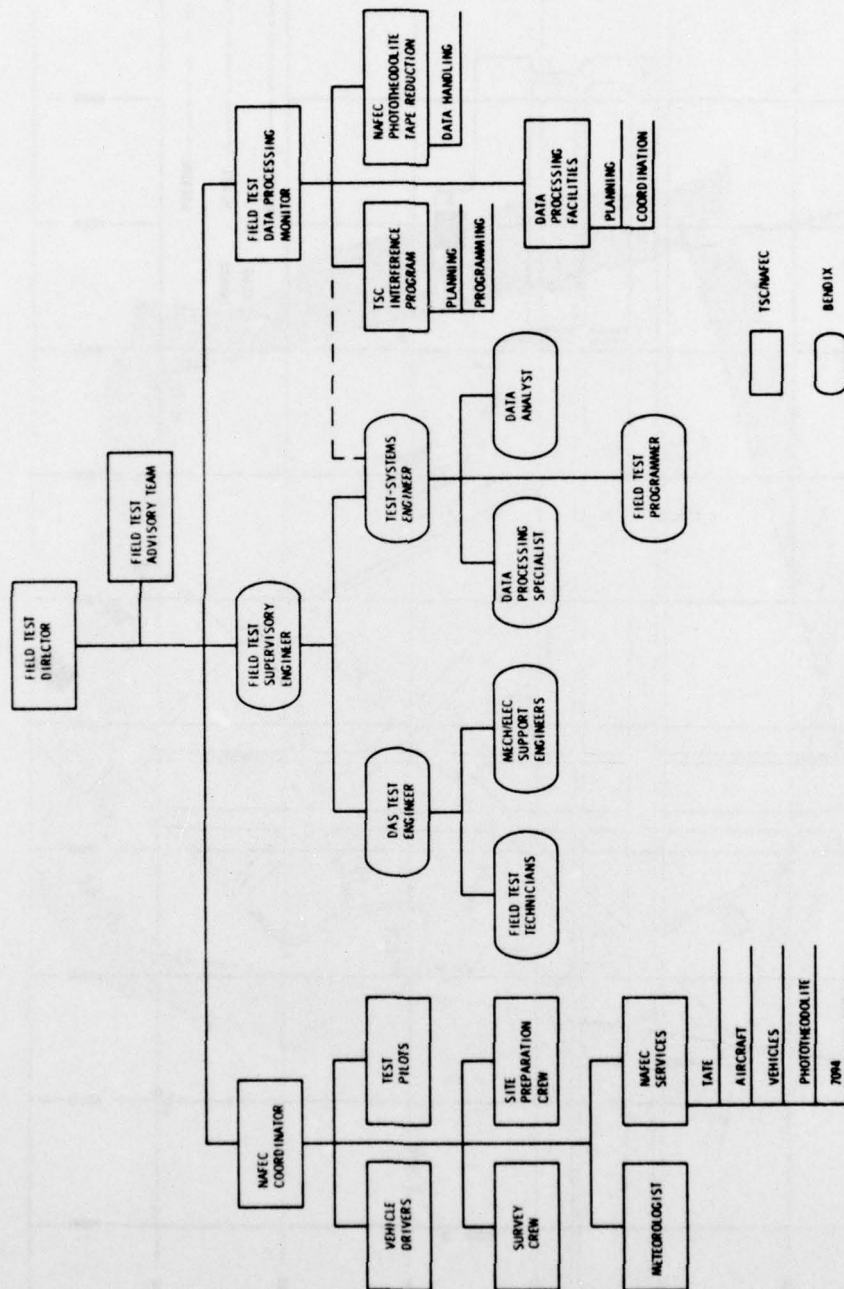 FIELD TEST
DIRECTOR
FIELD TEST
ADVISORY TEAM
NAFEC
COORDINATOR
FIELD TEST
SUPERVISORY
ENGINEER
FIELD TEST
DATA PROCESSING
MONITOR
VEHICLE
DRIVERS
TEST
PILOTS
DAS TEST
ENGINEER
TEST-SYSTEMS
ENGINEER
TSC
INTERFERENCE
PROGRAM
PLANNING
PROGRAMMING
NAFEC
PHOTOTHEODOLITE
TAPE REDUCTION
DATA HANDLING
SURVEY
CREW
SITE
PREPARATION
CREW
FIELD TEST
TECHNICIANS
MECH/ELEC
SUPPORT
ENGINEERS
DATA
PROCESSING
SPECIALIST
DATA
ANALYST
DATA
PROCESSING
FACILITIES
PLANNING
COORDINATION
METEOROLOGIST
NAFEC
SERVICES
TATE
AIRCRAFT
VEHICLES
PHOTOTHEODOLITE
7094
FIELD TEST
PROGRAMMER
TSC/NAFEC
BENDIX